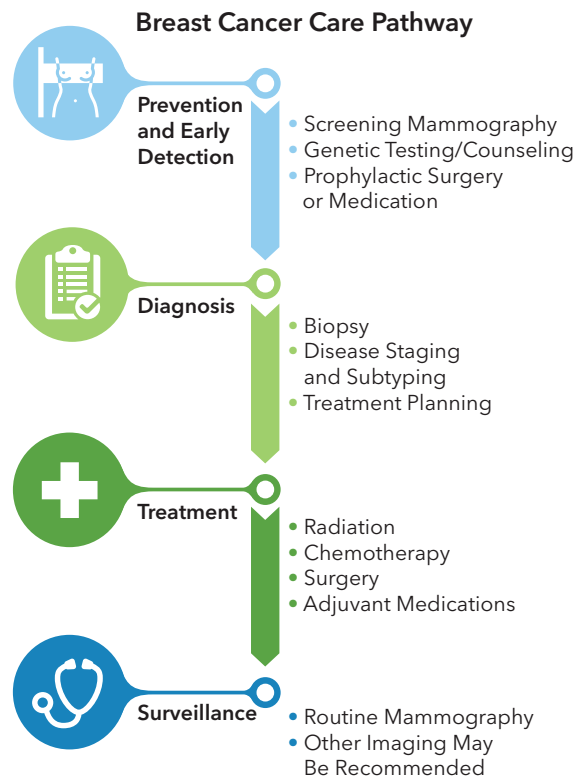 Breast Cancer Care Pathway
Prevention
and Early
Detection
• Screening Mammography
• Genetic Testing/Counseling
• Prophylactic Surgery
or Medication
Diagnosis
• Biopsy
• Disease Staging
and Subtyping
• Treatment Planning
Treatment
• Radiation
• Chemotherapy
• Surgery
• Adjuvant Medications
Surveillance
• Routine Mammography
• Other Imaging May
Be Recommended